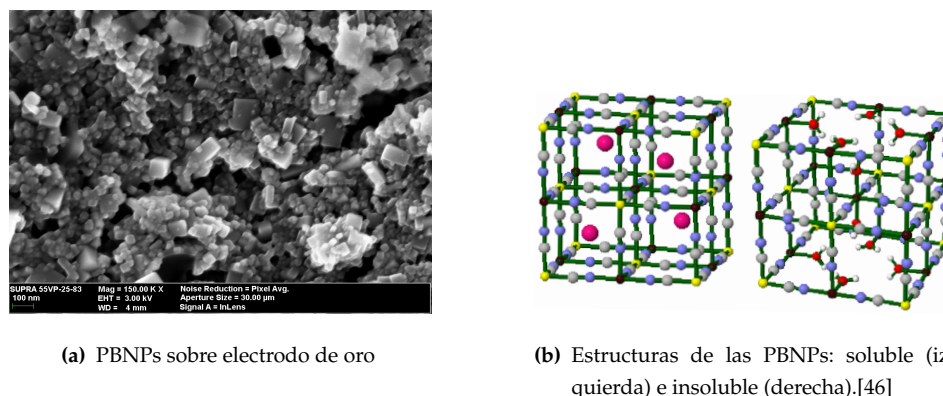 SUPRA 55VP-25-83
100 nm
Mag = 150.00 K X
EHT = 3.00 kV
WD = 4 mm
Noise Reduction = Pixel Avg.
Aperture Size = 30.00 µm
Signal A = InLens
(a) PBNPs sobre electrodo de oro
(b) Estructuras de las PBNPs: soluble (iz
quierda) e insoluble (derecha).[46]